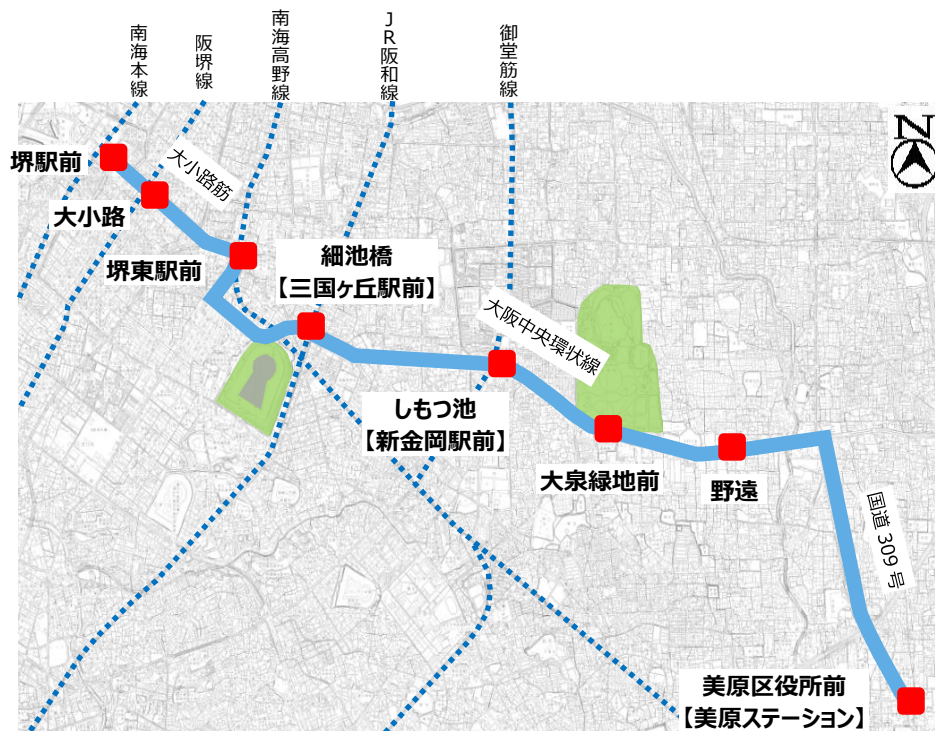 南海本線
阪堺線
南海高野線
JR阪和線
御堂筋線
N
堺駅前
大小路筋
大小路
堺東駅前
細池橋
【三国ヶ丘駅前】
大阪中央環状線
しもつ池
【新金岡駅前】
大泉緑地前
野遠
国道309号
美原区役所前
【美原ステーション】